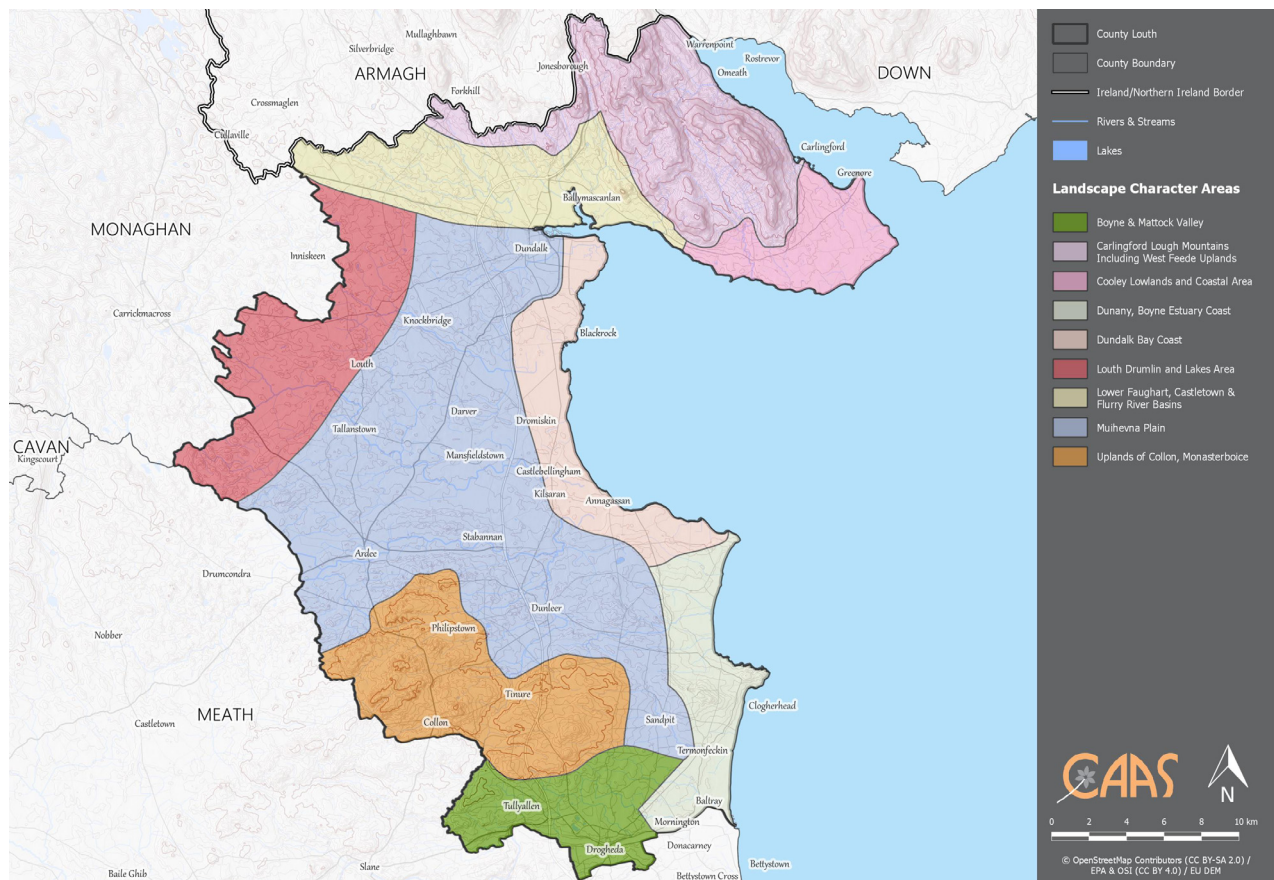 Mullaghbawn
Silverbridge
ARMAGH
Jonesborough
Warrenpoint
Rostrevor
Omeath
DOWN
Forkhill
Crossmaglen
Cullaville
Carlingford
Greenore
Ballymascanlan
MONAGHAN
Inniskeen
Dundalk
Carrickmacross
Knockbridge
Blackrock
Louth
Darver
Dromiskin
Tallanstown
CAVAN
Kingscourt
Mansfieldstown
Castlebellingham
Kilsaran
Annagassan
Stabannan
Ardee
Drumcondra
Dunleer
Nobber
Philipstown
Tinure
Clogherhead
MEATH
Castletown
Collon
Sandpit
Termonfeckin
Tullyallen
Baltray
Mornington
Drogheda
Donacarney
Slane
Bettystown
Baile Ghib
Bettystown Cross
County Louth
County Boundary
Ireland/Northern Ireland Border
Rivers & Streams
Lakes
Landscape Character Areas
Boyne & Mattock Valley
Carlingford Lough Mountains
Including West Feede Uplands
Cooley Lowlands and Coastal Area
Dunany, Boyne Estuary Coast
Dundalk Bay Coast
Louth Drumlin and Lakes Area
Lower Faughart, Castletown &
Flurry River Basins
Muihevna Plain
Uplands of Collon, Monasterboice
CAAS
N
0 2 4 6 8 10 km
© OpenStreetMap Contributors (CC BY-SA 2.0) /
EPA & OSI (CC BY 4.0) / EU DEM